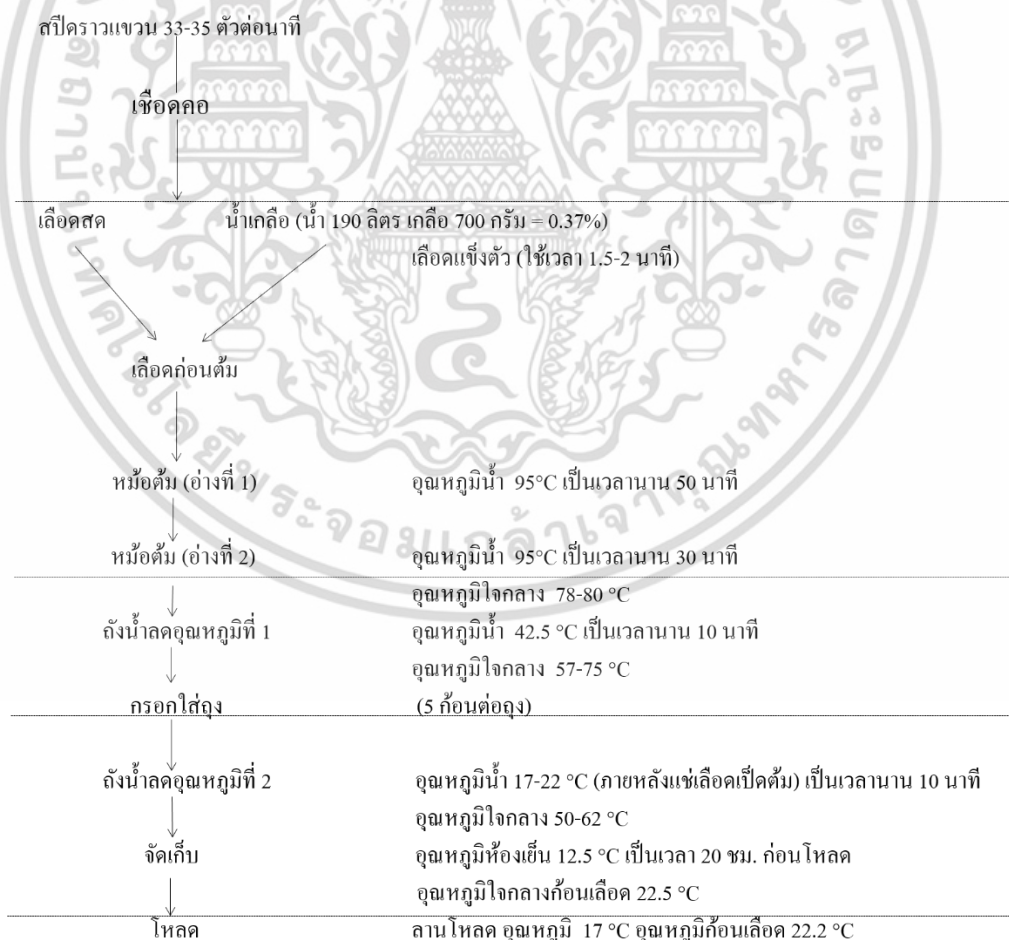 สปีดราวแขวน 33-35 ตัวต่อนาที
เชือดคอ
เลือดสด น้ำเกลือ (น้ำ 190 ลิตร เกลือ 700 กรัม = 0.37%)
เลือดแข็งตัว (ใช้เวลา 1.5-2 นาที)
เลือดก่อนต้ม
หม้อต้ม (อ่างที่ 1) อุณหภูมิน้ำ 95°C เป็นเวลานาน 50 นาที
หม้อต้ม (อ่างที่ 2) อุณหภูมิน้ำ 95°C เป็นเวลานาน 30 นาที
อุณหภูมิใจกลาง 78-80 °C
ถังน้ำลดอุณหภูมิที่ 1 อุณหภูมิน้ำ 42.5 °C เป็นเวลานาน 10 นาที
อุณหภูมิใจกลาง 57-75 °C
กรอกใส่ถุง (5 ก้อนต่อถุง)
ถังน้ำลดอุณหภูมิที่ 2 อุณหภูมิน้ำ 17-22 °C (ภายหลังแช่เลือดเป็ดต้ม) เป็นเวลานาน 10 นาที
อุณหภูมิใจกลาง 50-62 °C
จัดเก็บ อุณหภูมิห้องเย็น 12.5 °C เป็นเวลา 20 ชม. ก่อนโหลด
อุณหภูมิใจกลางก้อนเลือด 22.5 °C
โหลด ลานโหลด อุณหภูมิ 17 °C อุณหภูมิก้อนเลือด 22.2 °C